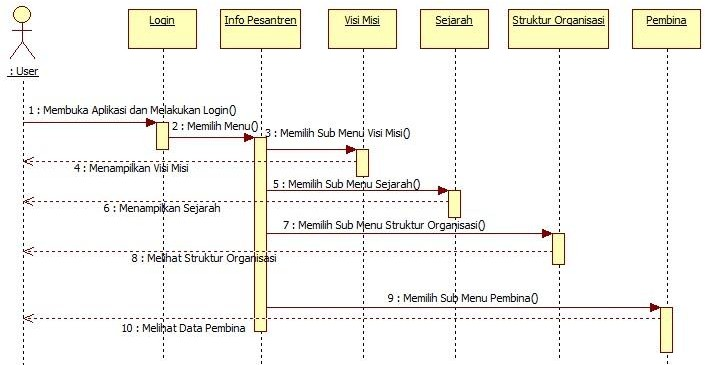 Login
Info Pesantren
Visi Misi
Sejarah
Struktur Organisasi
Pembina
: User
1 : Membuka Aplikasi dan Melakukan Login()
2 : Memilih Menu()
3 : Memilih Sub Menu Visi Misi()
4 : Menampilkan Visi Misi
5 : Memilih Sub Menu Sejarah()
6 : Menampilkan Sejarah
7 : Memilih Sub Menu Struktur Organisasi()
8 : Melihat Struktur Organisasi
9 : Memilih Sub Menu Pembina()
10 : Melihat Data Pembina